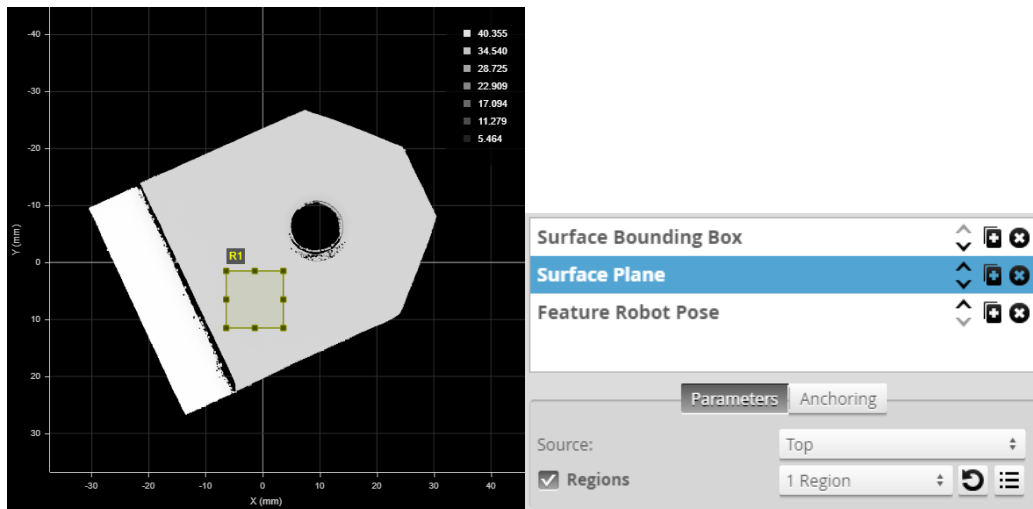 -40
-30
-20
-10
0
10
20
30
Y (mm)
-30
-20
-10
0
10
20
30
40
X (mm)
40.355
34.540
28.725
22.909
17.094
11.279
5.464
R1
Surface Bounding Box
Surface Plane
Feature Robot Pose
Parameters
Anchoring
Source:
Top
Regions
1 Region